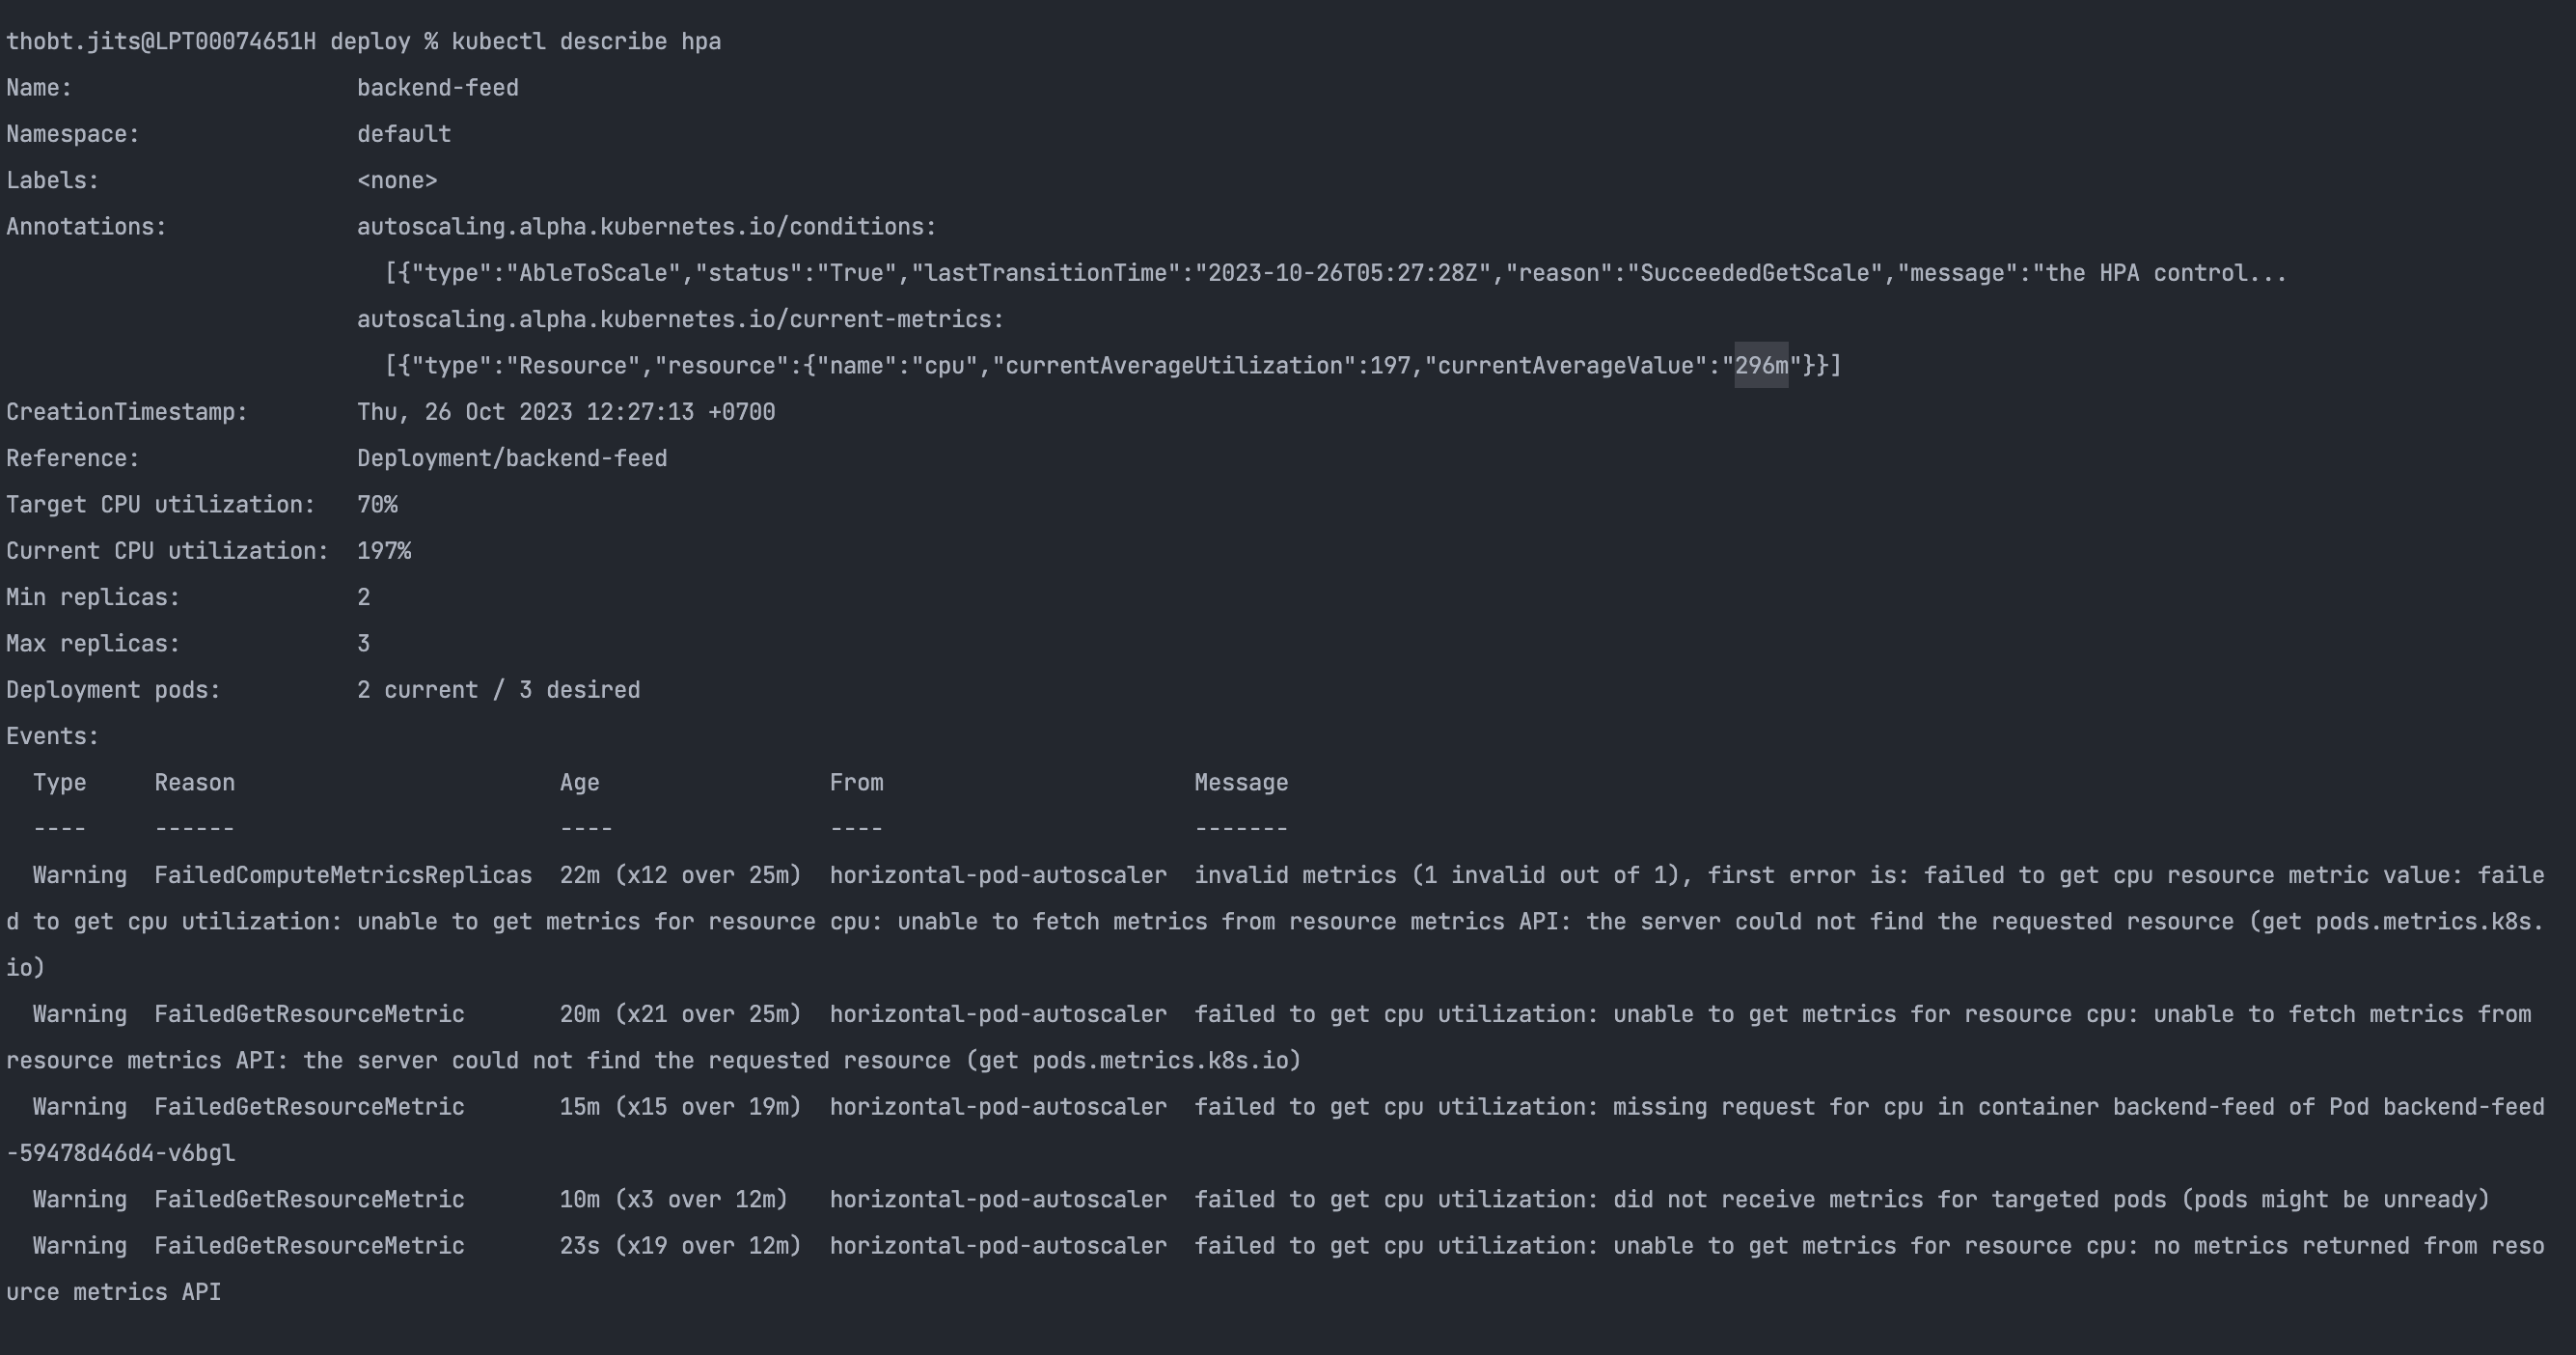 thobt.jits@LPT00074651H deploy % kubectl describe hpa
Name:                     backend-feed
Namespace:                default
Labels:                   <none>
Annotations:              autoscaling.alpha.kubernetes.io/conditions:
                            [{"type":"AbleToScale","status":"True","lastTransitionTime":"2023-10-26T05:27:28Z","reason":"SucceededGetScale","message":"the HPA control...
                          autoscaling.alpha.kubernetes.io/current-metrics:
                            [{"type":"Resource","resource":{"name":"cpu","currentAverageUtilization":197,"currentAverageValue":"296m"}}]
CreationTimestamp:        Thu, 26 Oct 2023 12:27:13 +0700
Reference:                Deployment/backend-feed
Target CPU utilization:   70%
Current CPU utilization:  197%
Min replicas:             2
Max replicas:             3
Deployment pods:          2 current / 3 desired
Events:
  Type     Reason                        Age                 From                       Message
  ----     ------                        ----                ----                       -------
  Warning  FailedComputeMetricsReplicas  22m (x12 over 25m)  horizontal-pod-autoscaler  invalid metrics (1 invalid out of 1), first error is: failed to get cpu resource metric value: faile
d to get cpu utilization: unable to get metrics for resource cpu: unable to fetch metrics from resource metrics API: the server could not find the requested resource (get pods.metrics.k8s.
io)
  Warning  FailedGetResourceMetric       20m (x21 over 25m)  horizontal-pod-autoscaler  failed to get cpu utilization: unable to get metrics for resource cpu: unable to fetch metrics from
resource metrics API: the server could not find the requested resource (get pods.metrics.k8s.io)
  Warning  FailedGetResourceMetric       15m (x15 over 19m)  horizontal-pod-autoscaler  failed to get cpu utilization: missing request for cpu in container backend-feed of Pod backend-feed
-59478d46d4-v6bgl
  Warning  FailedGetResourceMetric       10m (x3 over 12m)   horizontal-pod-autoscaler  failed to get cpu utilization: did not receive metrics for targeted pods (pods might be unready)
  Warning  FailedGetResourceMetric       23s (x19 over 12m)  horizontal-pod-autoscaler  failed to get cpu utilization: unable to get metrics for resource cpu: no metrics returned from reso
urce metrics API